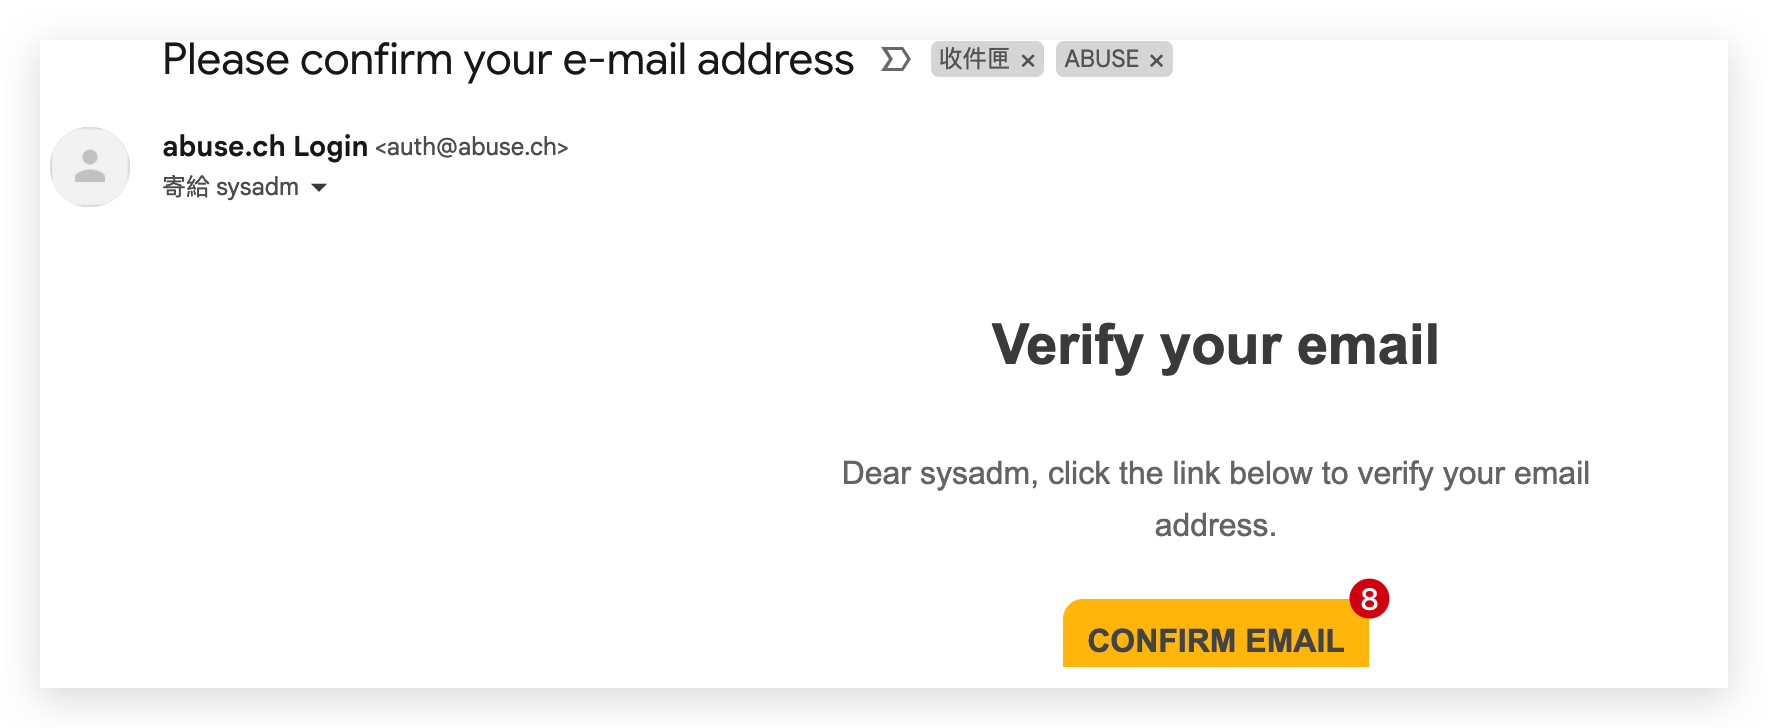 Please confirm your e-mail address 收件匣 × ABUSE ×
abuse.ch Login <auth@abuse.ch>
寄給 sysadm
Verify your email
Dear sysadm, click the link below to verify your email
address.
8
CONFIRM EMAIL